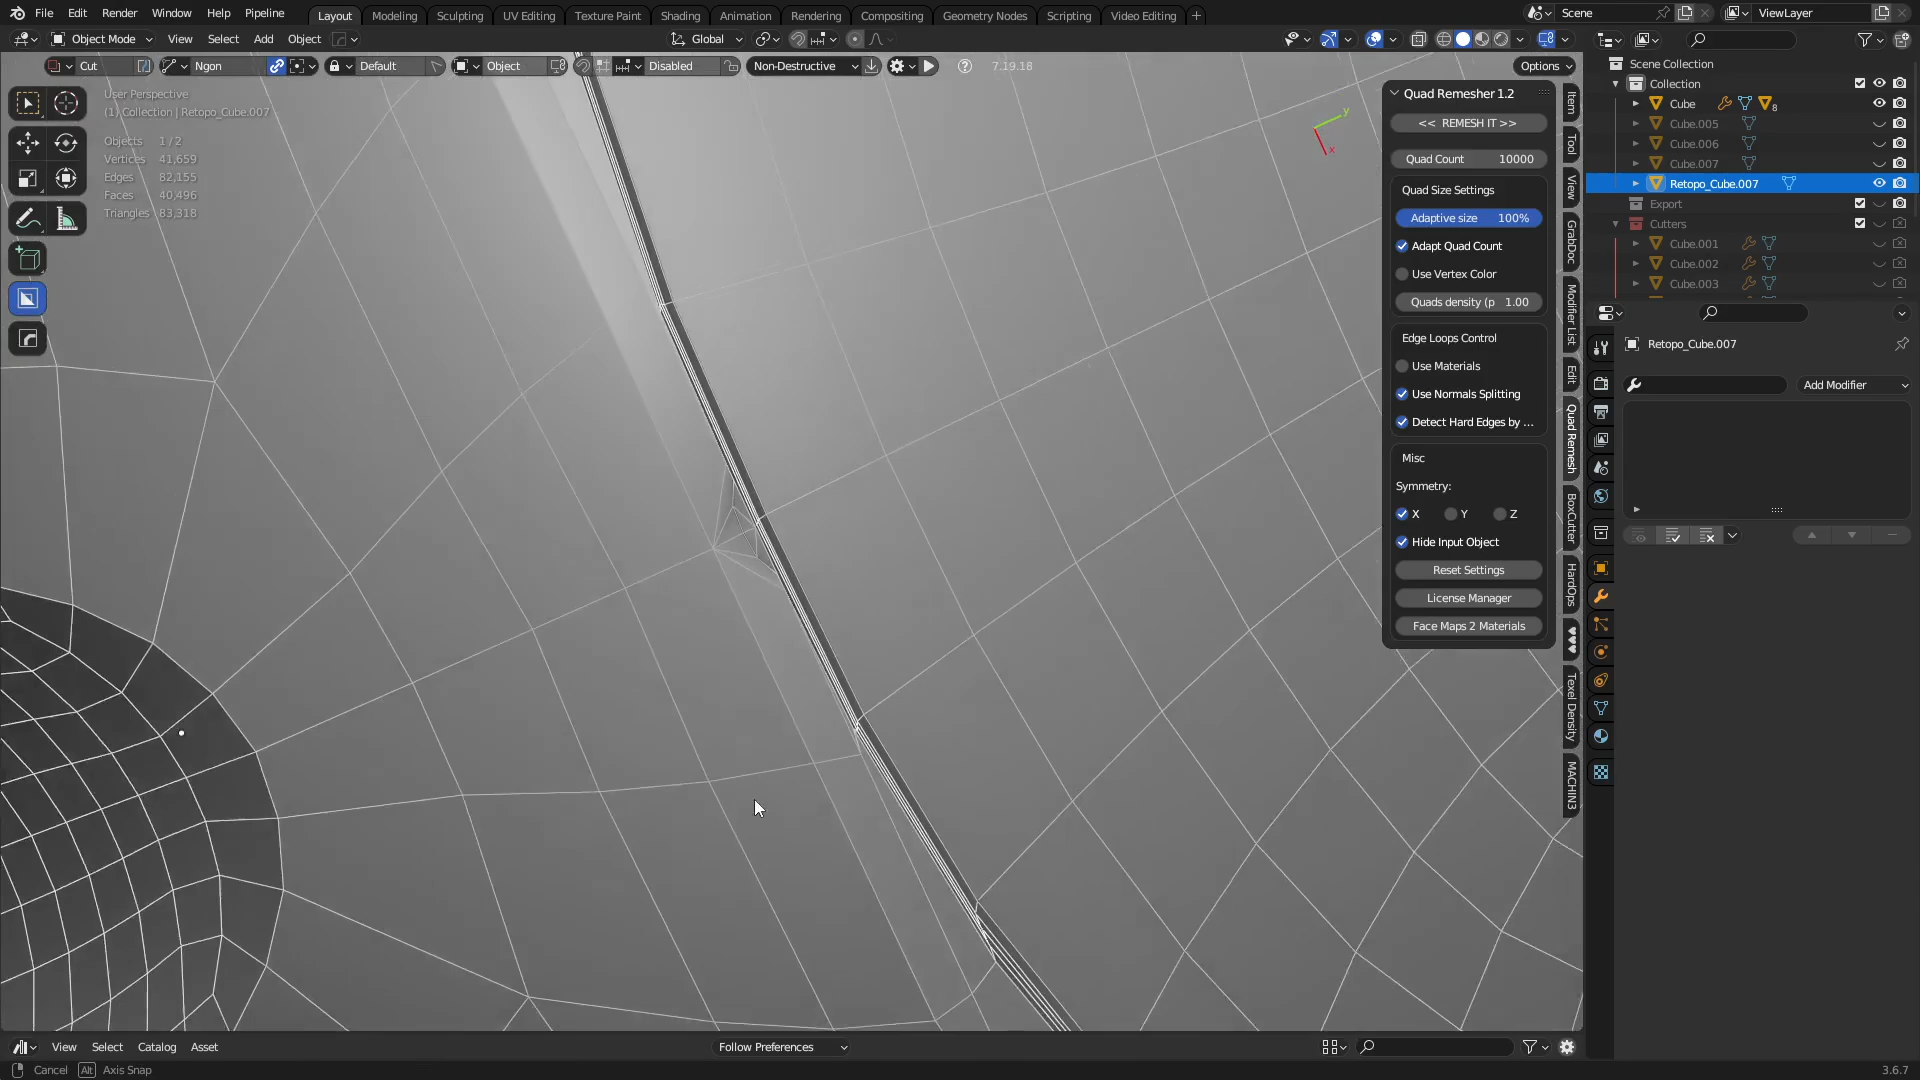 File Edit Render Window Help Pipeline
Layout Modeling Sculpting UV Editing Texture Paint Shading Animation Rendering Compositing Geometry Nodes Scripting Video Editing +
Scene
ViewLayer
Object Mode View Select Add Object
Global
Cut Ngon Default Object Disabled Non-Destructive 7.19.18
Options
User Perspective
(1) Collection | Retopo_Cube.007
Objects 1/2
Vertices 41,659
Edges 82,155
Faces 40,496
Triangles 83,318
y
x
Quad Remesher 1.2
<< REMESH IT >>
Quad Count 10000
Quad Size Settings
Adaptive size 100%
Adapt Quad Count
Use Vertex Color
Quads density (p 1.00
Edge Loops Control
Use Materials
Use Normals Splitting
Detect Hard Edges by ...
Misc
Symmetry:
X Y Z
Hide Input Object
Reset Settings
License Manager
Face Maps 2 Materials
Item
Tool
View
GrabDoc
Modifier List
Edit
Quad Remesh
BoxCutter
HardOps
♥♥♥
Texel Density
MACHIN3
Scene Collection
Collection
Cube 8
Cube.005
Cube.006
Cube.007
Retopo_Cube.007
Export
Cutters
Cube.001
Cube.002
Cube.003
Retopo_Cube.007
Add Modifier
View Select Catalog Asset
Follow Preferences
Cancel Alt Axis Snap
3.6.7